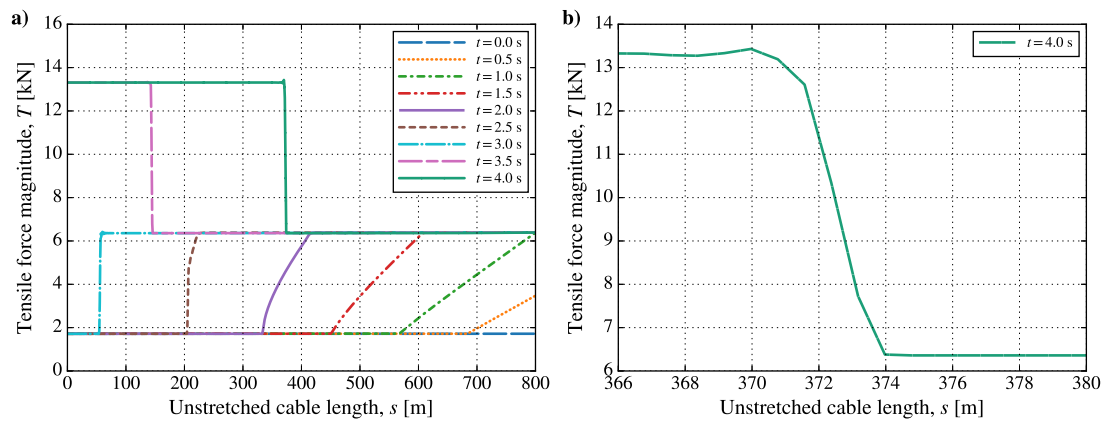 a)
Tensile force magnitude, T [kN]
16
14
12
10
8
6
4
2
0
0 100 200 300 400 500 600 700 800
Unstretched cable length, s [m]
t = 0.0 s
t = 0.5 s
t = 1.0 s
t = 1.5 s
t = 2.0 s
t = 2.5 s
t = 3.0 s
t = 3.5 s
t = 4.0 s
b)
Tensile force magnitude, T [kN]
14
13
12
11
10
9
8
7
6
366 368 370 372 374 376 378 380
Unstretched cable length, s [m]
t = 4.0 s